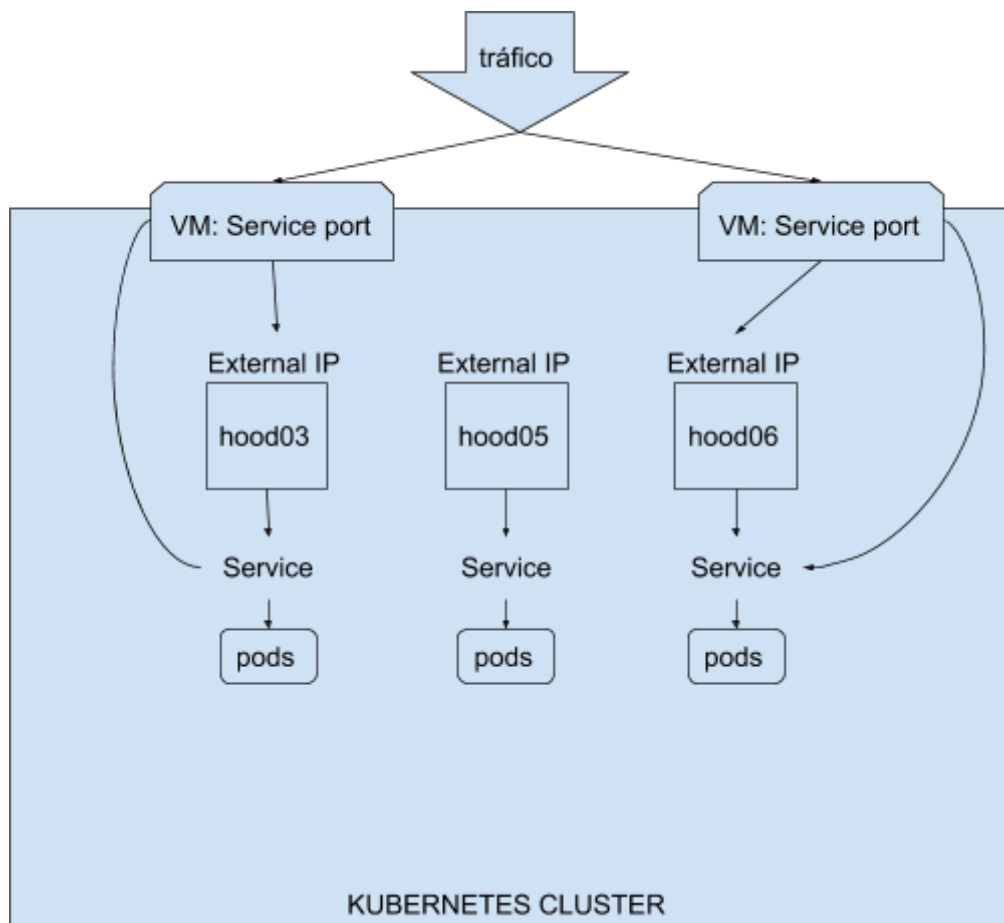 tráfico
VM: Service port
VM: Service port
External IP
External IP
External IP
hood03
hood05
hood06
Service
Service
Service
pods
pods
pods
KUBERNETES CLUSTER